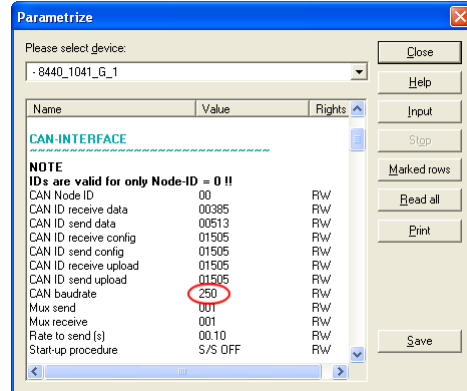 Parametrize
Please select device:
- 8440_1041_G_1
Close
Help
Input
Stop
Marked rows
Read all
Print
Save
Name Value Rights
CAN-INTERFACE
~~~~~~~~~~~~~~~~~~~~~~~~~~~~~~
NOTE
IDs are valid for only Node-ID = 0 !!
CAN Node ID 00 RW
CAN ID receive data 00385 RW
CAN ID send data 00513 RW
CAN ID receive config 01505 RW
CAN ID send config 01505 RW
CAN ID receive upload 01505 RW
CAN ID send upload 01505 RW
CAN baudrate 250 RW
Mux send 001 RW
Mux receive 001 RW
Rate to send (s) 00.10 RW
Start-up procedure S/S OFF RW